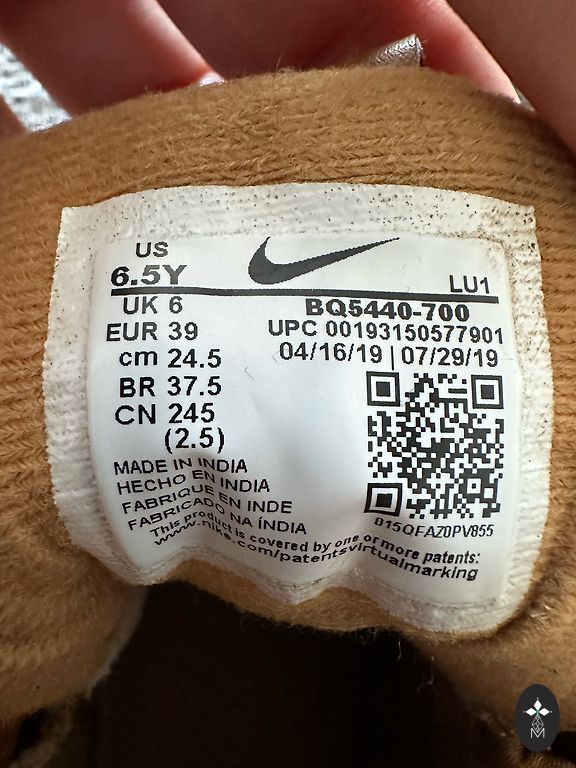 US
6.5Y
LU1
UK 6
BQ5440-700
EUR 39
UPC 00193150577901
cm 24.5
04/16/19 | 07/29/19
BR 37.5
CN 245
(2.5)
MADE IN INDIA
HECHO EN INDIA
FABRIQUE EN INDE
FABRICADO NA ÍNDIA
015QFAZ0PV855
This product is covered by one or more patents:
www.nike.com/patentsvirtualmarking
M